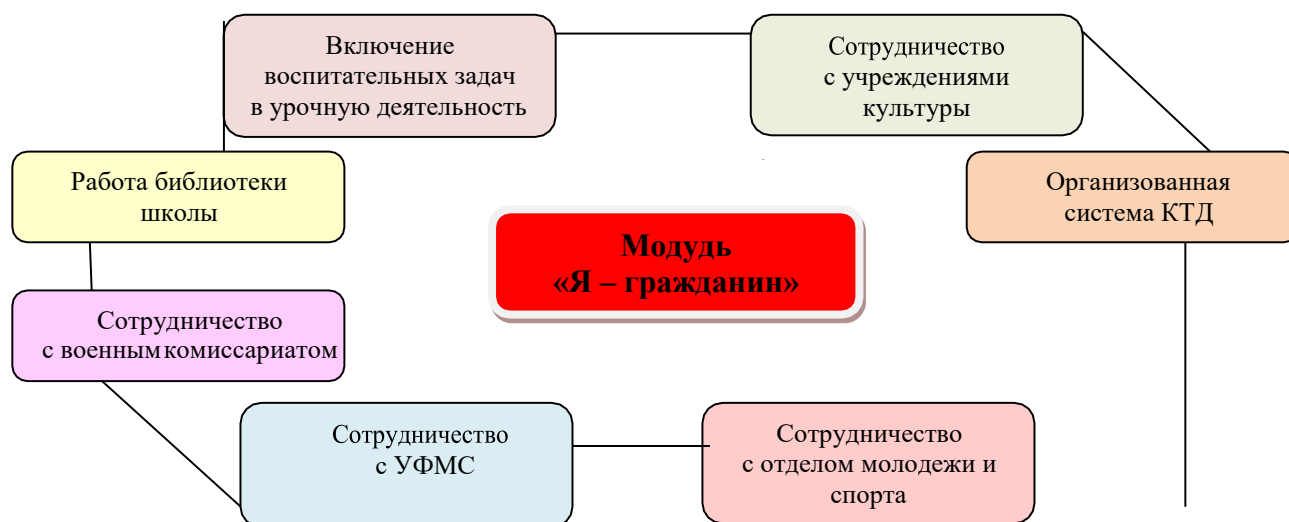 Включение
воспитательных задач
в урочную деятельность
Сотрудничество
с учреждениями
культуры
Работа библиотеки
школы
Организованная
система КТД
Модудь
«Я – гражданин»
Сотрудничество
с военным комиссариатом
Сотрудничество
с УФМС
Сотрудничество
с отделом молодежи и
спорта